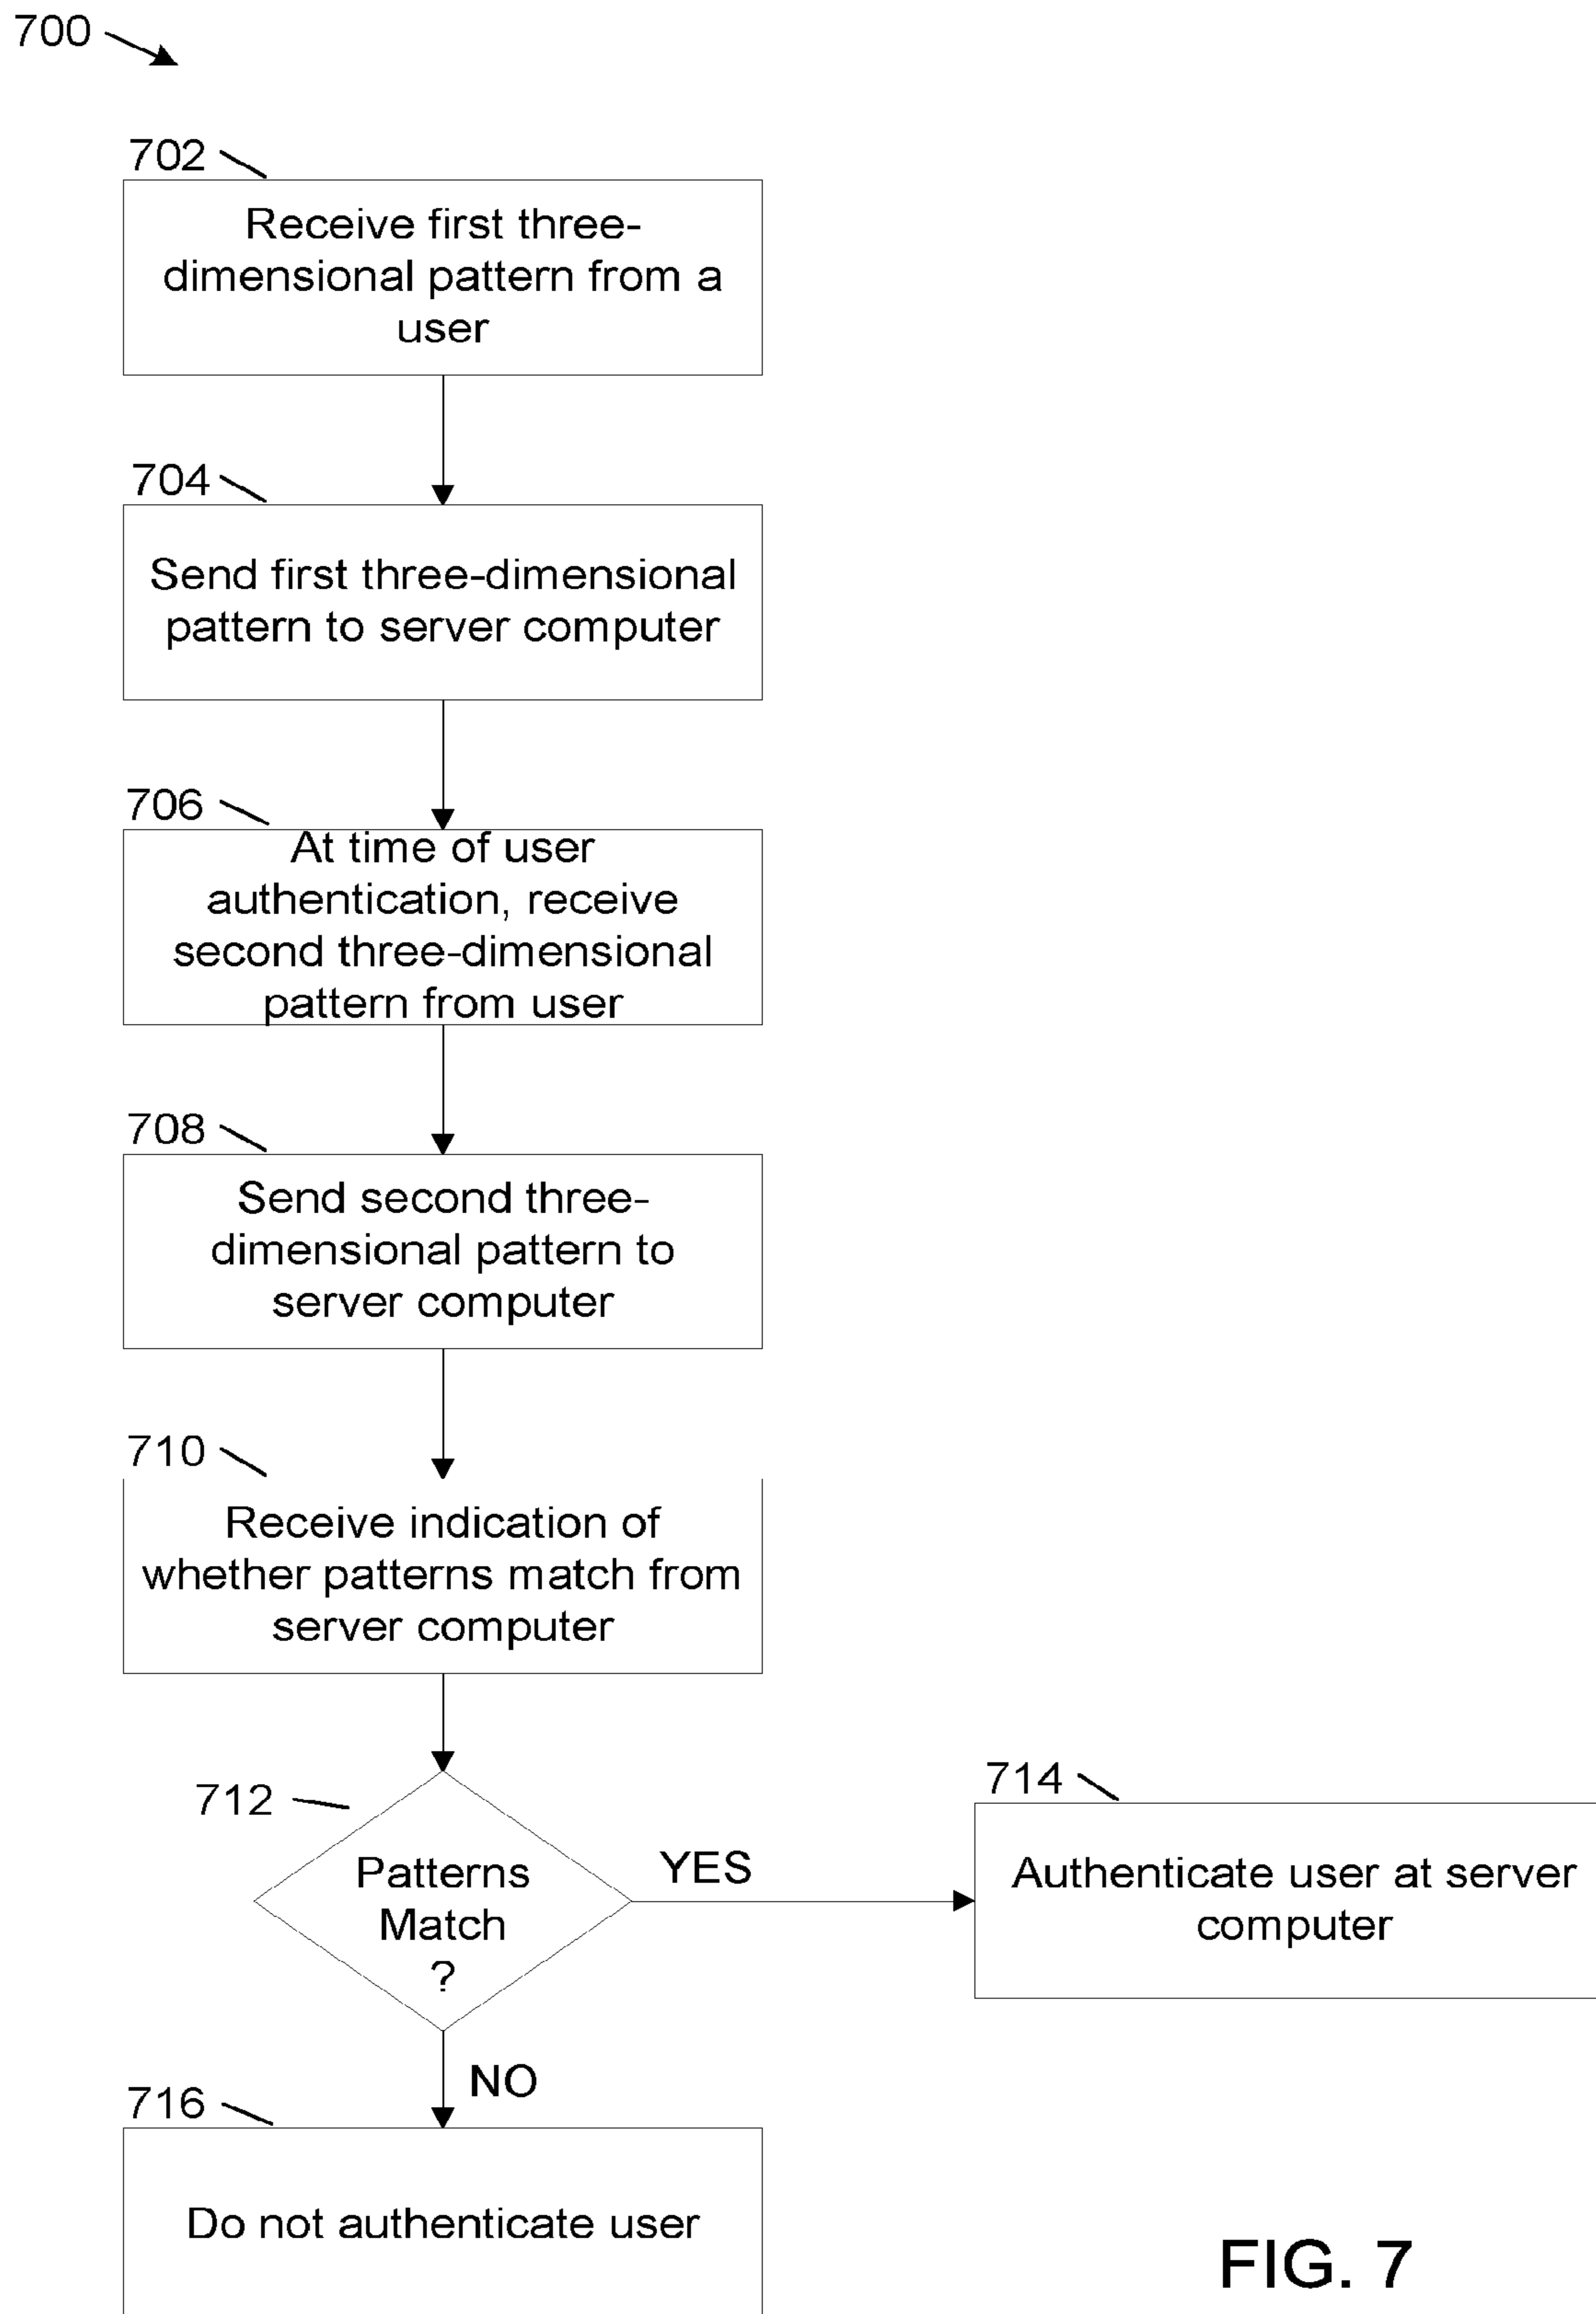 700
702
Receive first three-
dimensional pattern from a
user
704
Send first three-dimensional
pattern to server computer
706
At time of user
authentication, receive
second three-dimensional
pattern from user
708
Send second three-
dimensional pattern to
server computer
710
Receive indication of
whether patterns match from
server computer
712
Patterns
Match
?
YES
714
Authenticate user at server
computer
NO
716
Do not authenticate user
FIG. 7